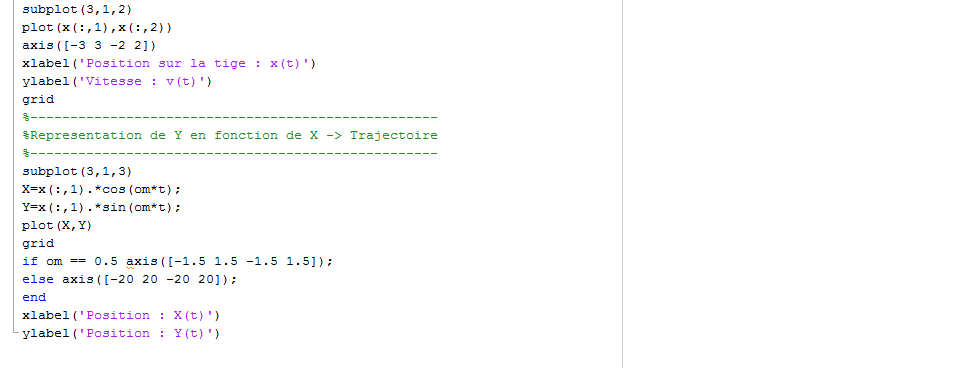 subplot(3,1,2)
plot(x(:,1),x(:,2))
axis([-3 3 -2 2])
xlabel('Position sur la tige : x(t)')
ylabel('Vitesse : v(t)')
grid
%---------------------------------------------------
%Representation de Y en fonction de X -> Trajectoire
%---------------------------------------------------
subplot(3,1,3)
X=x(:,1).*cos(om*t);
Y=x(:,1).*sin(om*t);
plot(X,Y)
grid
if om == 0.5 axis([-1.5 1.5 -1.5 1.5]);
else axis([-20 20 -20 20]);
end
xlabel('Position : X(t)')
ylabel('Position : Y(t)')